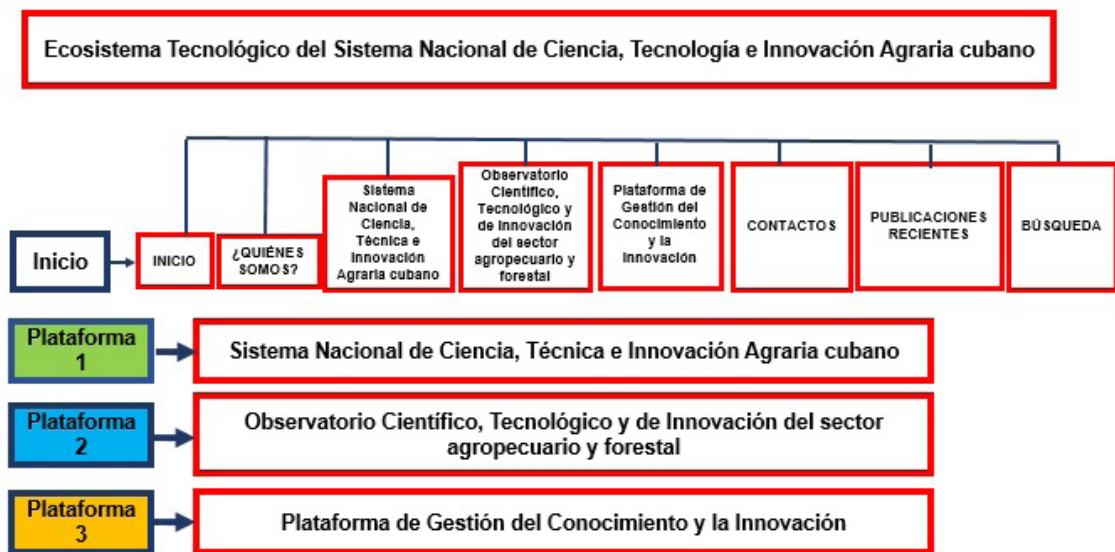 Ecosistema Tecnológico del Sistema Nacional de Ciencia, Tecnología e Innovación Agraria cubano
Inicio
INICIO
¿QUIÉNES
SOMOS?
Sistema
Nacional de
Ciencia,
Técnica e
Innovación
Agraria cubano
Observatorio
Científico,
Tecnológico y
de Innovación
del sector
agropecuario y
forestal
Plataforma de
Gestión del
Conocimiento
y la
Innovación
CONTACTOS
PUBLICACIONES
RECIENTES
BÚSQUEDA
Plataforma
1
Sistema Nacional de Ciencia, Técnica e Innovación Agraria cubano
Plataforma
2
Observatorio Científico, Tecnológico y de Innovación del sector
agropecuario y forestal
Plataforma
3
Plataforma de Gestión del Conocimiento y la Innovación